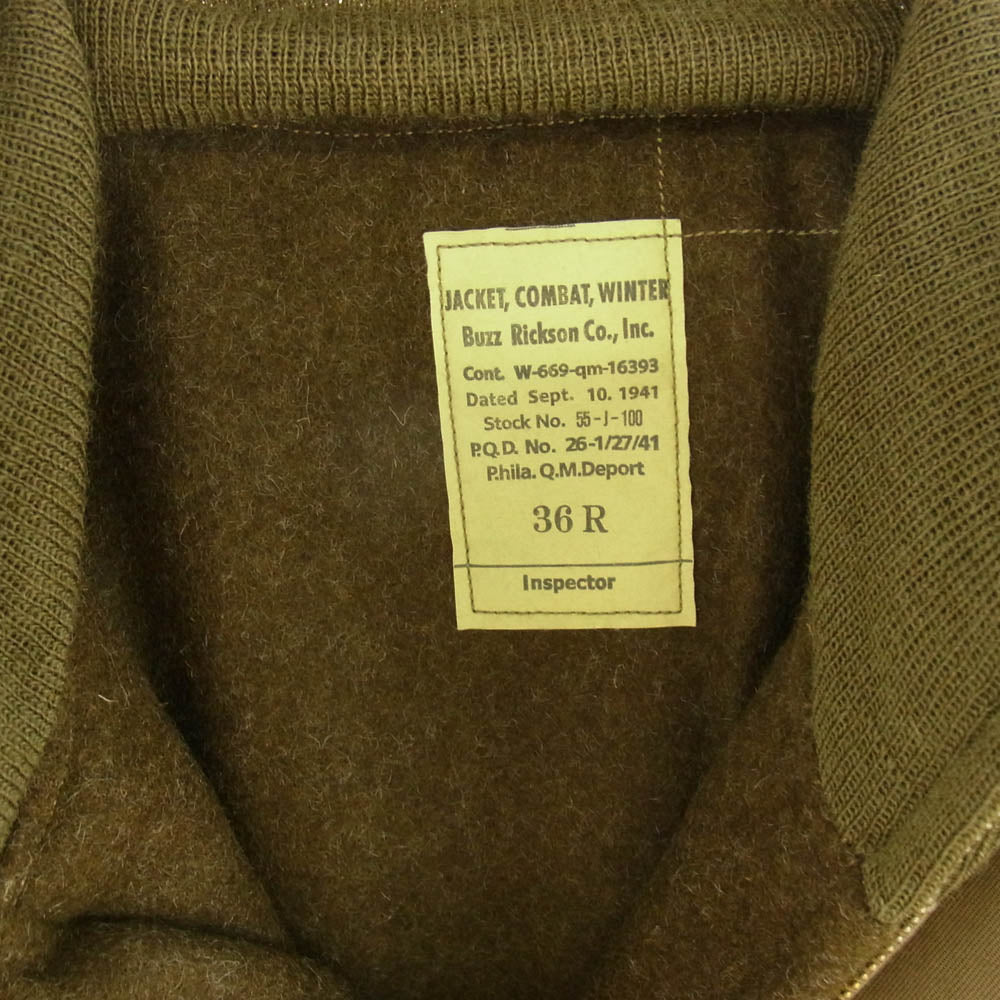 JACKET, COMBAT, WINTER
Buzz Rickson Co., Inc.
Cont. W-669-qm-16393
Dated Sept. 10. 1941
Stock No. 55-J-100
P.Q.D. No. 26-1/27/41
Phila. Q.M.Deport
36 R
Inspector